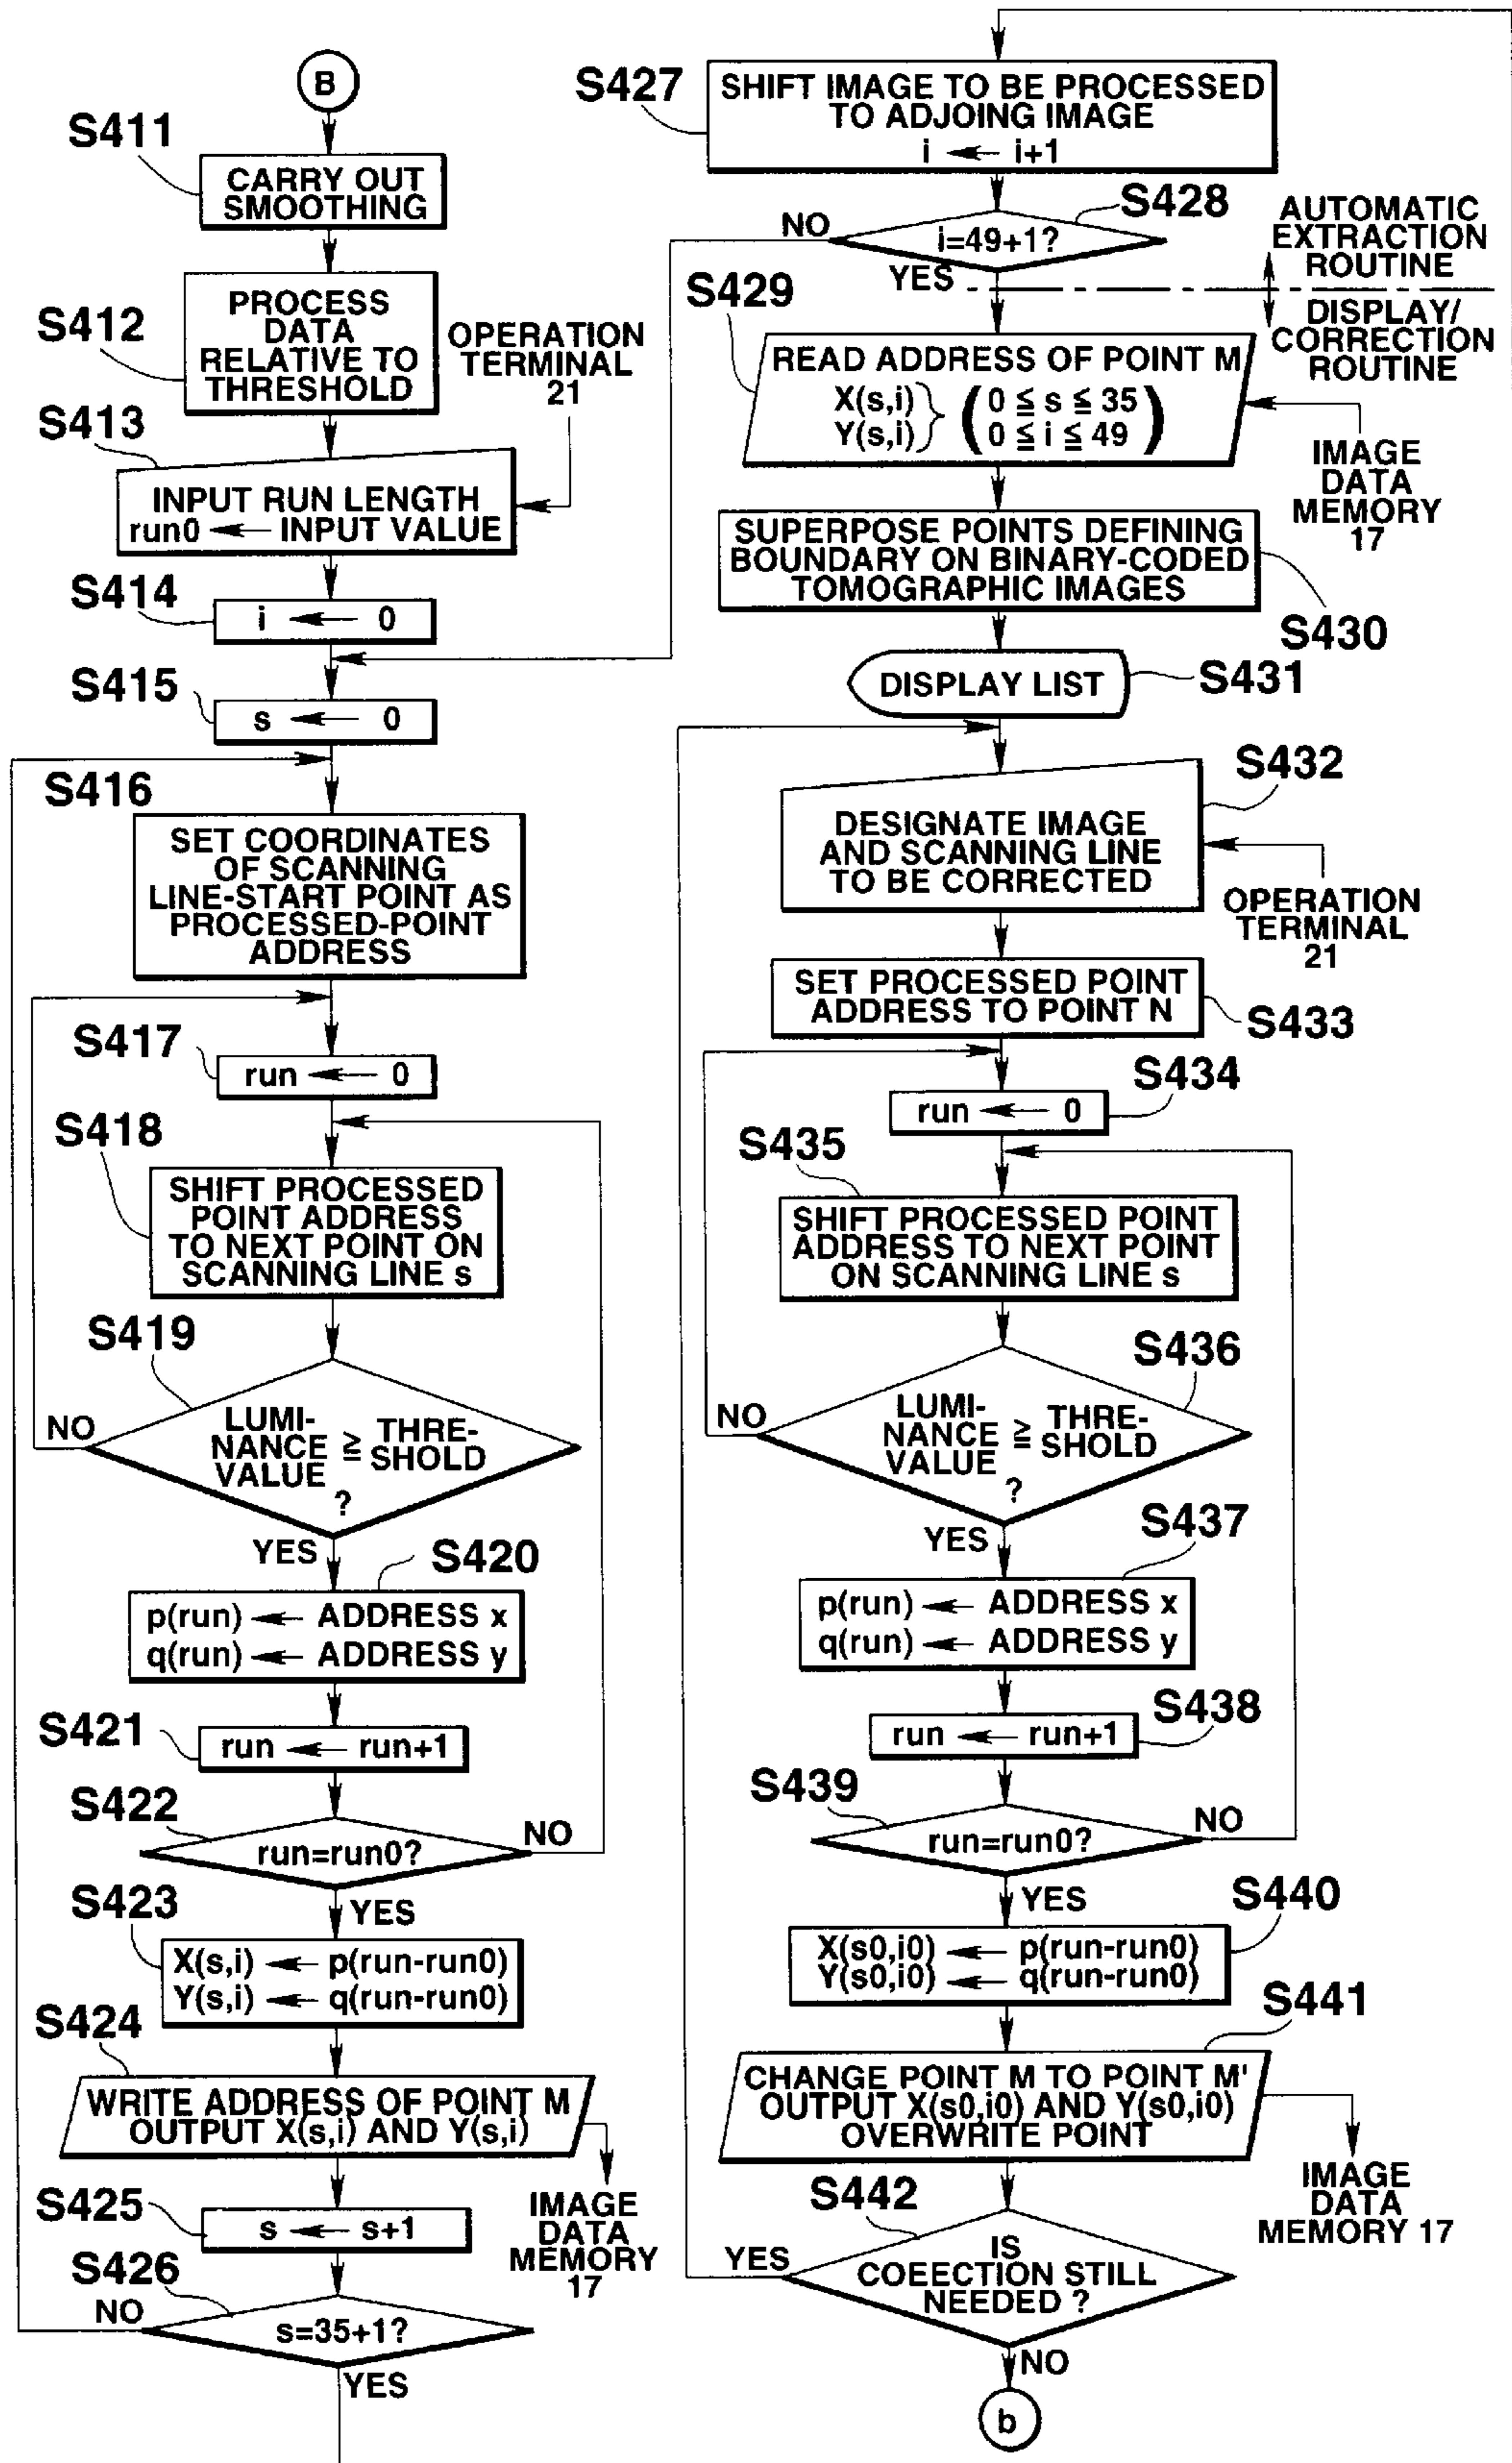 B
S411
CARRY OUT
SMOOTHING
S412
PROCESS
DATA
RELATIVE TO
THRESHOLD
OPERATION
TERMINAL
21
S413
INPUT RUN LENGTH
run0 ← INPUT VALUE
S414
i ← 0
S415
s ← 0
S416
SET COORDINATES
OF SCANNING
LINE-START POINT AS
PROCESSED-POINT
ADDRESS
S417
run ← 0
S418
SHIFT PROCESSED
POINT ADDRESS
TO NEXT POINT ON
SCANNING LINE s
S419
NO
LUMI-
NANCE
VALUE
≧
THRE-
SHOLD
?
YES
S420
p(run) ← ADDRESS x
q(run) ← ADDRESS y
S421
run ← run+1
S422
run=run0?
NO
YES
S423
X(s,i) ← p(run-run0)
Y(s,i) ← q(run-run0)
S424
WRITE ADDRESS OF POINT M
OUTPUT X(s,i) AND Y(s,i)
IMAGE
DATA
MEMORY
17
S425
s ← s+1
S426
NO
s=35+1?
YES
S427
SHIFT IMAGE TO BE PROCESSED
TO ADJOING IMAGE
i ← i+1
S428
NO
i=49+1?
YES
AUTOMATIC
EXTRACTION
ROUTINE
DISPLAY/
CORRECTION
ROUTINE
S429
READ ADDRESS OF POINT M
X(s,i) } ( 0 ≦ s ≦ 35 )
Y(s,i) } ( 0 ≦ i ≦ 49 )
IMAGE
DATA
MEMORY
17
SUPERPOSE POINTS DEFINING
BOUNDARY ON BINARY-CODED
TOMOGRAPHIC IMAGES
S430
DISPLAY LIST
S431
S432
DESIGNATE IMAGE
AND SCANNING LINE
TO BE CORRECTED
OPERATION
TERMINAL
21
SET PROCESSED POINT
ADDRESS TO POINT N
S433
S434
run ← 0
S435
SHIFT PROCESSED POINT
ADDRESS TO NEXT POINT
ON SCANNING LINE s
S436
NO
LUMI-
NANCE
VALUE
≧
THRE-
SHOLD
?
YES
S437
p(run) ← ADDRESS x
q(run) ← ADDRESS y
S438
run ← run+1
S439
run=run0?
NO
YES
S440
X(s0,i0) ← p(run-run0)
Y(s0,i0) ← q(run-run0)
S441
CHANGE POINT M TO POINT M'
OUTPUT X(s0,i0) AND Y(s0,i0)
OVERWRITE POINT
IMAGE
DATA
MEMORY 17
S442
YES
IS
COEECTION STILL
NEEDED ?
NO
b